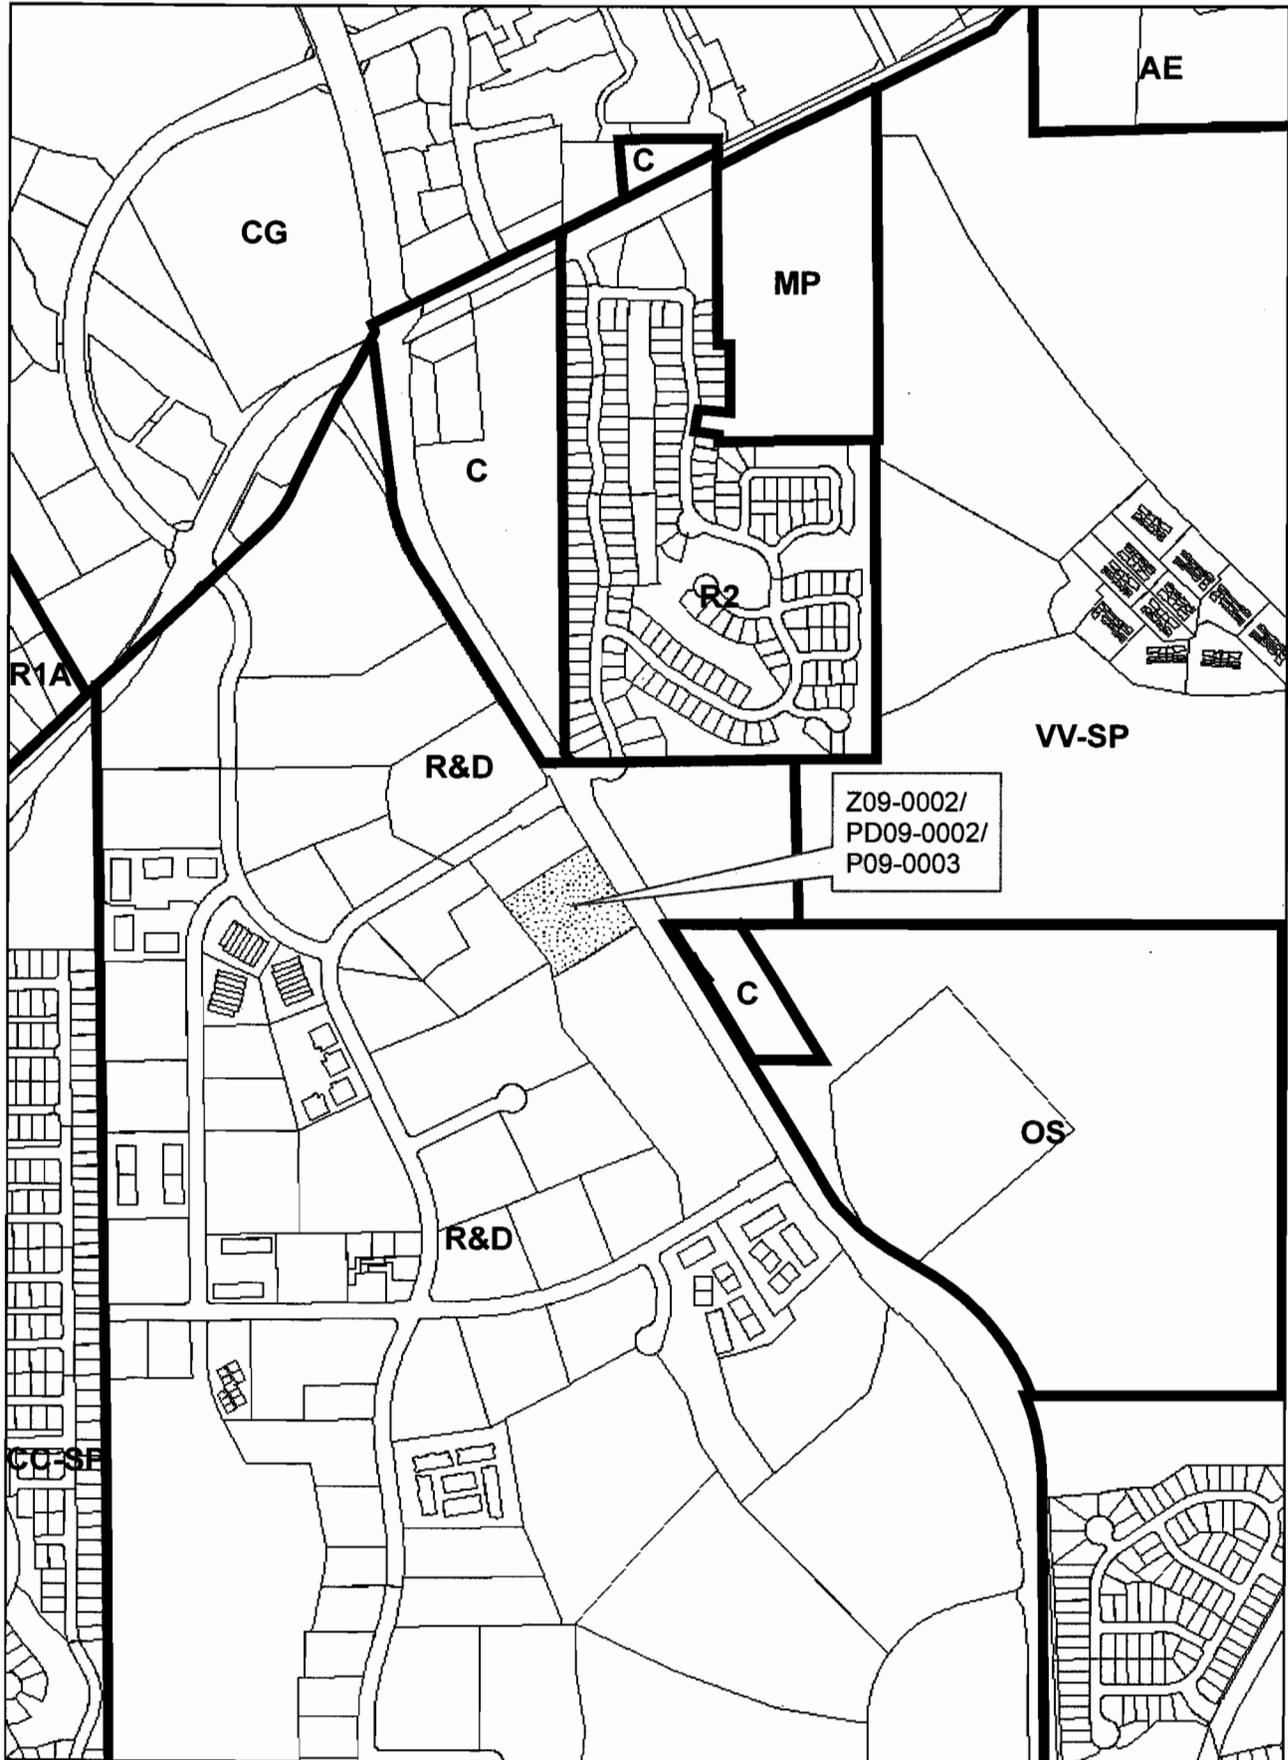 AE
C
CG
MP
C
R2
R1A
VV-SP
R&D
Z09-0002/
PD09-0002/
P09-0003
C
OS
R&D
CC-SP